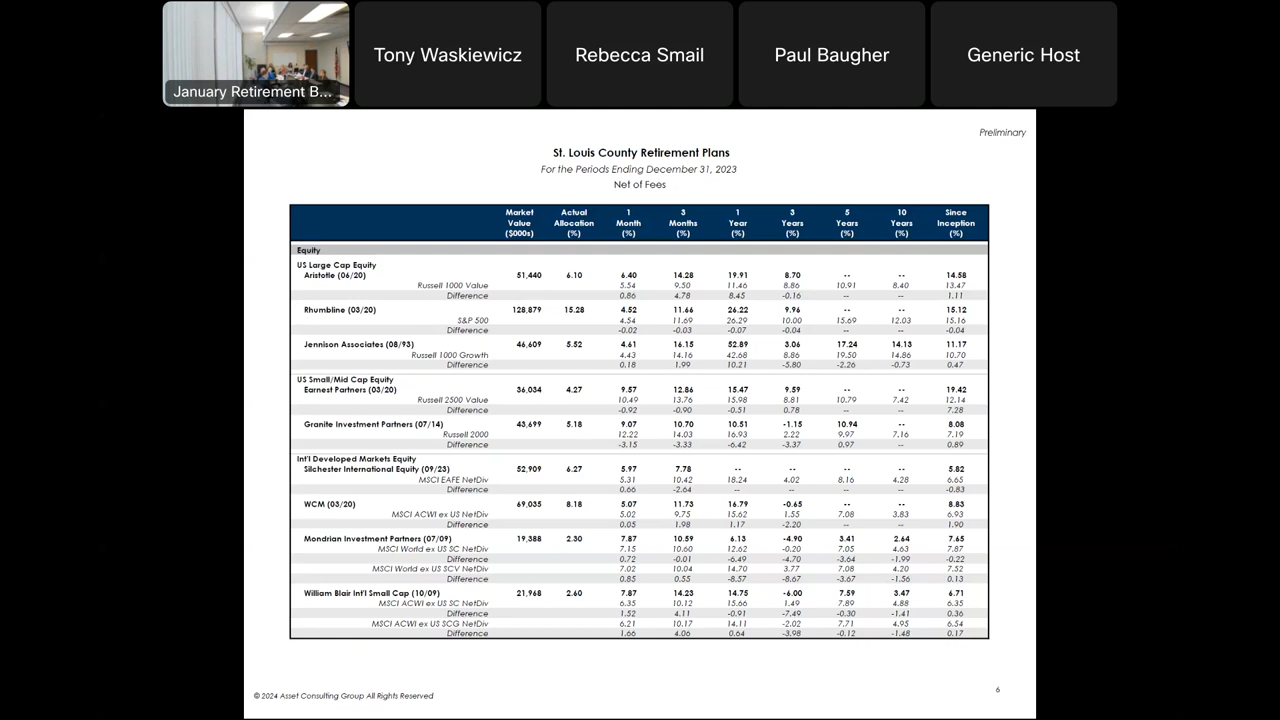 January Retirement B...
Tony Waskiewicz
Rebecca Smail
Paul Baugher
Generic Host
Preliminary
St. Louis County Retirement Plans
For the Periods Ending December 31, 2023
Net of Fees
Market Value ($000s) Actual Allocation (%) 1 Month (%) 3 Months (%) 1 Year (%) 3 Years (%) 5 Years (%) 10 Years (%) Since Inception (%)
Equity
US Large Cap Equity
Aristotle (06/20) 51,440 6.10 6.40 14.28 19.91 8.70 -- -- 14.58
Russell 1000 Value 5.54 9.50 11.46 8.86 10.91 8.40 13.47
Difference 0.86 4.78 8.45 -0.16 -- -- 1.11
Rhumbline (03/20) 128,879 15.28 4.52 11.66 26.22 9.96 -- -- 15.12
S&P 500 4.54 11.69 26.29 10.00 15.69 12.03 15.16
Difference -0.02 -0.03 -0.07 -0.04 -- -- -0.04
Jennison Associates (08/93) 46,609 5.52 4.61 16.15 52.89 3.06 17.24 14.13 11.17
Russell 1000 Growth 4.43 14.16 42.68 8.86 19.50 14.86 10.70
Difference 0.18 1.99 10.21 -5.80 -2.26 -0.73 0.47
US Small/Mid Cap Equity
Earnest Partners (03/20) 36,034 4.27 9.57 12.86 15.47 9.59 -- -- 19.42
Russell 2500 Value 10.49 13.76 15.98 8.81 10.79 7.42 12.14
Difference -0.92 -0.90 -0.51 0.78 -- -- 7.28
Granite Investment Partners (07/14) 43,699 5.18 9.07 10.70 10.51 -1.15 10.94 -- 8.08
Russell 2000 12.22 14.03 16.93 2.22 9.97 7.16 7.19
Difference -3.15 -3.33 -6.42 -3.37 0.97 -- 0.89
Int'l Developed Markets Equity
Silchester International Equity (09/23) 52,909 6.27 5.97 7.78 -- -- -- -- 5.82
MSCI EAFE NetDiv 5.31 10.42 18.24 4.02 8.16 4.28 6.65
Difference 0.66 -2.64 -- -- -- -- -0.83
WCM (03/20) 69,035 8.18 5.07 11.73 16.79 -0.65 -- -- 8.83
MSCI ACWI ex US NetDiv 5.02 9.75 15.62 1.55 7.08 3.83 6.93
Difference 0.05 1.98 1.17 -2.20 -- -- 1.90
Mondrian Investment Partners (07/09) 19,388 2.30 7.87 10.59 6.13 -4.90 3.41 2.64 7.65
MSCI World ex US SC NetDiv 7.15 10.60 12.62 -0.20 7.05 4.63 7.87
Difference 0.72 -0.01 -6.49 -4.70 -3.64 -1.99 -0.22
MSCI World ex US SCV NetDiv 7.02 10.04 14.70 3.77 7.08 4.20 7.52
Difference 0.85 0.55 -8.57 -8.67 -3.67 -1.56 0.13
William Blair Int'l Small Cap (10/09) 21,968 2.60 7.87 14.23 14.75 -6.00 7.59 3.47 6.71
MSCI ACWI ex US SC NetDiv 6.35 10.12 15.66 1.49 7.89 4.88 6.35
Difference 1.52 4.11 -0.91 -7.49 -0.30 -1.41 0.36
MSCI ACWI ex US SCG NetDiv 6.21 10.17 14.11 -2.02 7.71 4.95 6.54
Difference 1.66 4.06 0.64 -3.98 -0.12 -1.48 0.17
© 2024 Asset Consulting Group All Rights Reserved
6